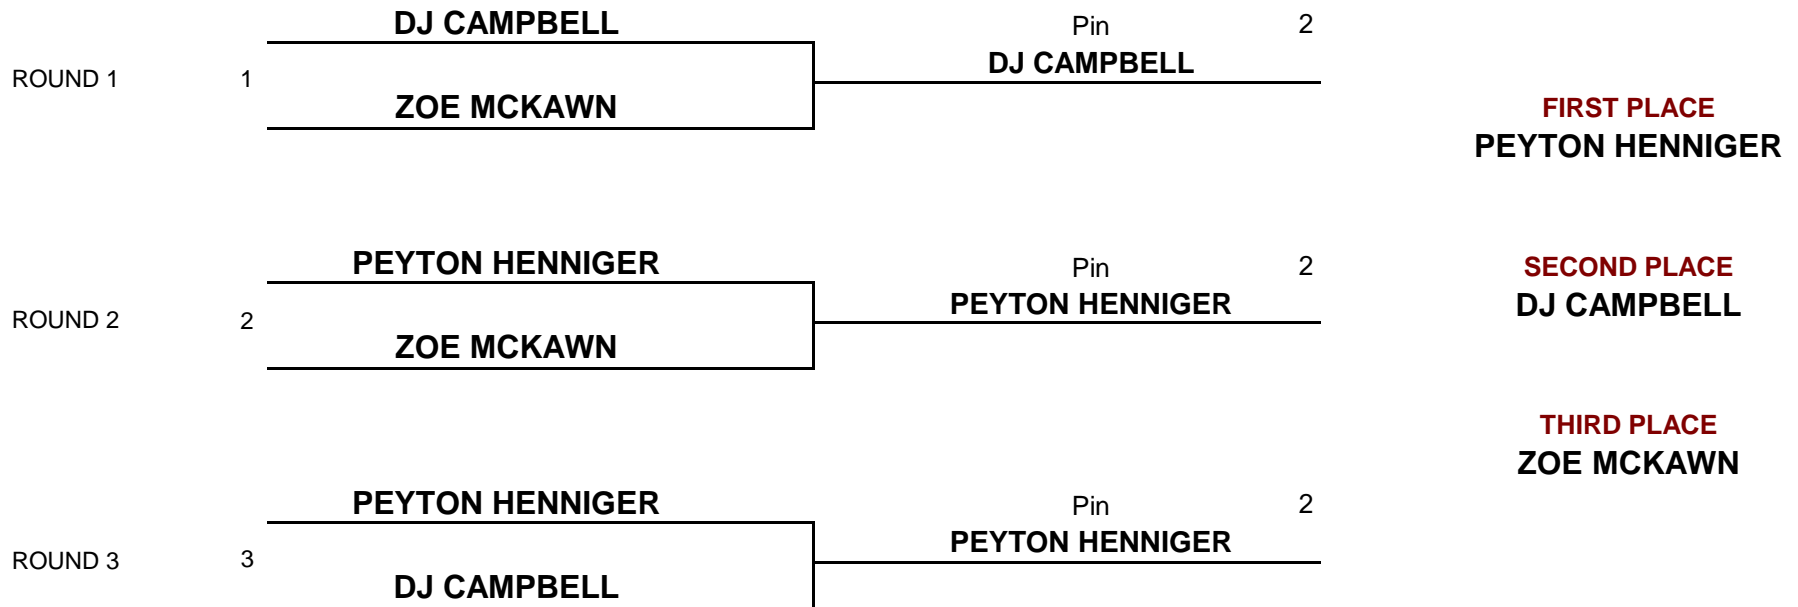 DJ CAMPBELL
Pin 2
DJ CAMPBELL
ROUND 1 1
ZOE MCKAWN
FIRST PLACE
PEYTON HENNIGER
PEYTON HENNIGER
Pin 2
PEYTON HENNIGER
ROUND 2 2
ZOE MCKAWN
SECOND PLACE
DJ CAMPBELL
THIRD PLACE
ZOE MCKAWN
PEYTON HENNIGER
Pin 2
PEYTON HENNIGER
ROUND 3 3
DJ CAMPBELL